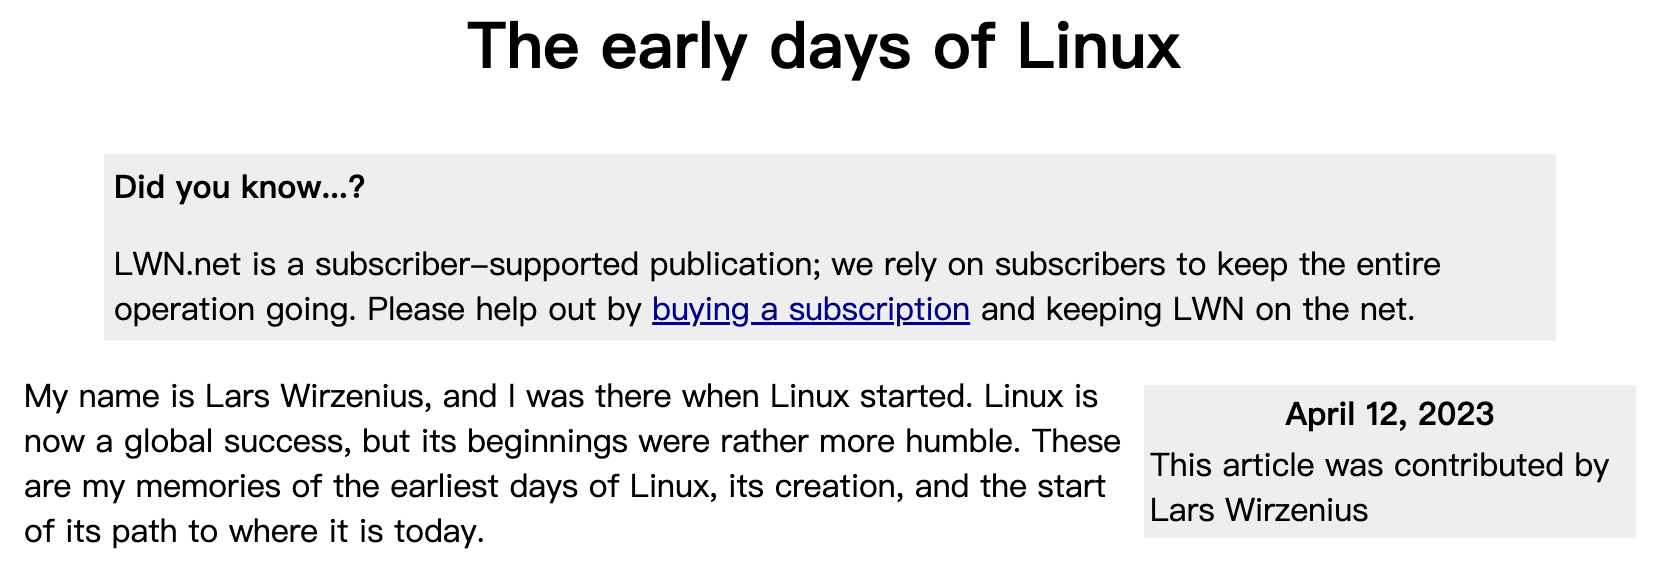 The early days of Linux
Did you know...?
LWN.net is a subscriber-supported publication; we rely on subscribers to keep the entire
operation going. Please help out by buying a subscription and keeping LWN on the net.
My name is Lars Wirzenius, and I was there when Linux started. Linux is
now a global success, but its beginnings were rather more humble. These
are my memories of the earliest days of Linux, its creation, and the start
of its path to where it is today.
April 12, 2023
This article was contributed by
Lars Wirzenius